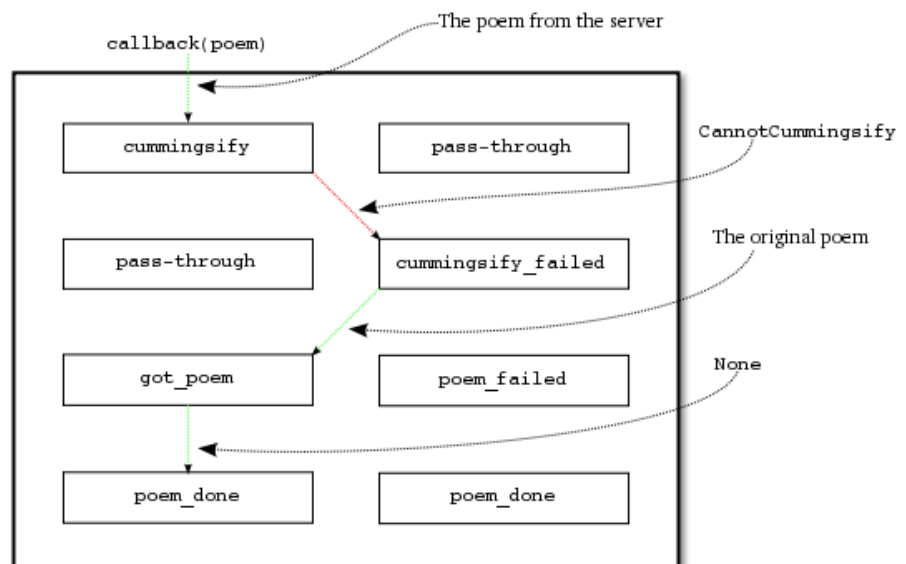 The poem from the server
callback(poem)
cummingsify
pass-through
CannotCummingsify
The original poem
pass-through
cummingsify_failed
None
got_poem
poem_failed
poem_done
poem_done